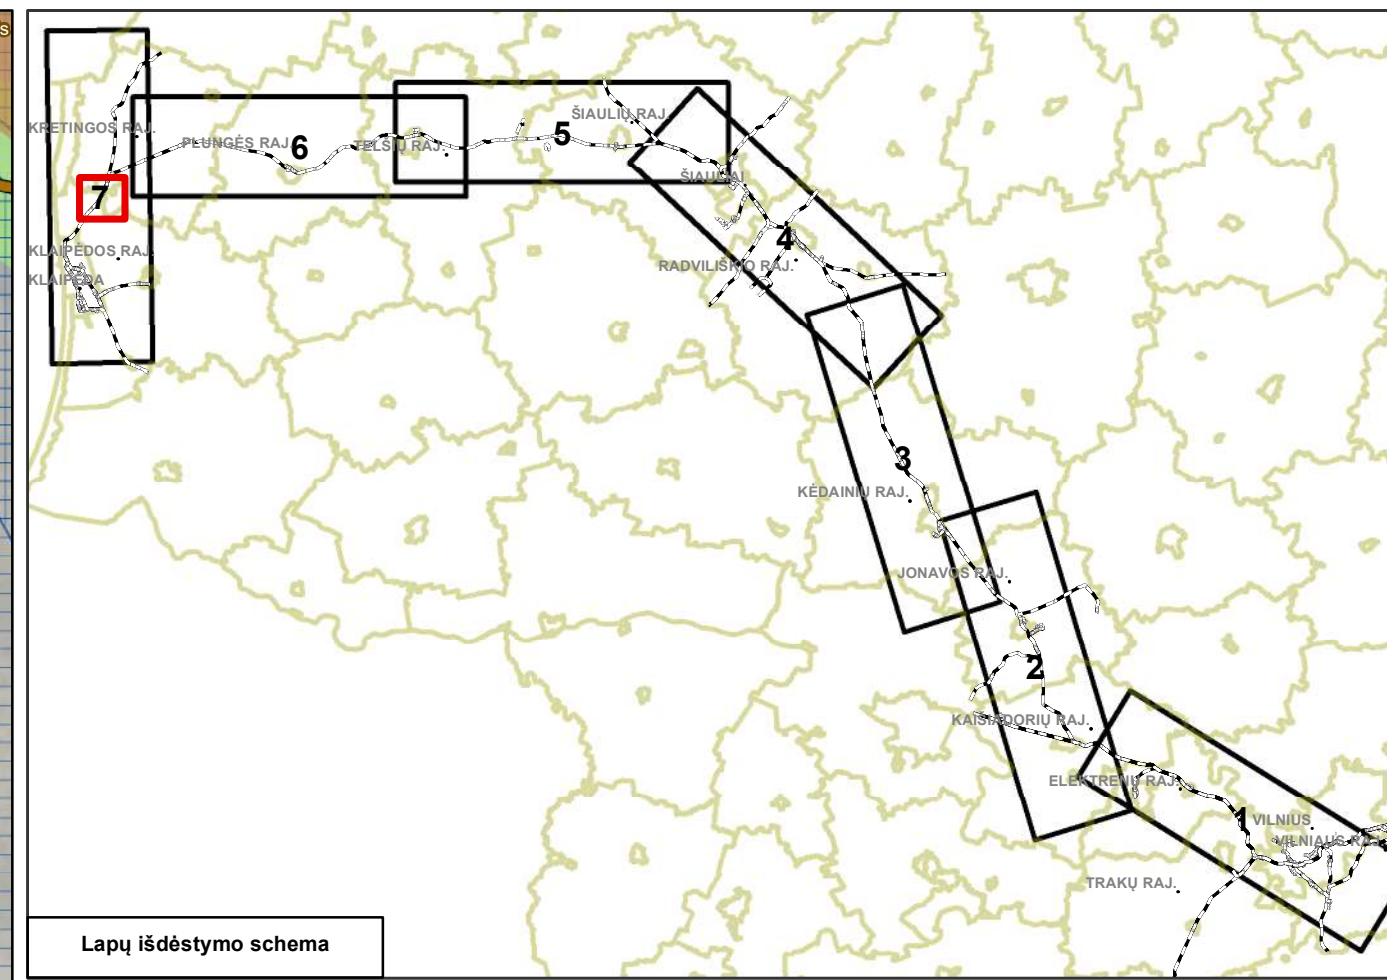 s
ŠIAULIŲ RAJ.
KRETINGOS RAJ.
5
PLUNGĖS RAJ.
6
TELŠIŲ RAJ.
ŠIAULIAI
7
4
KLAIPĖDOS RAJ.
RADVILIŠKIO RAJ.
KLAIPĖDA
3
KĖDAINIŲ RAJ.
JONAVOS RAJ.
2
KAIŠIADORIŲ RAJ.
ELEKTRĖNŲ RAJ.
1
VILNIUS
VILNIAUS RAJ.
TRAKŲ RAJ.
Lapų išdėstymo schema